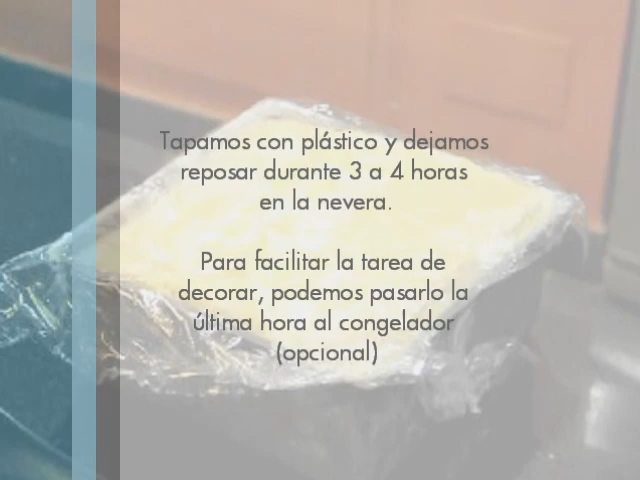 Tapamos con plástico y dejamos
reposar durante 3 a 4 horas
en la nevera.
Para facilitar la tarea de
decorar, podemos pasarlo la
última hora al congelador
(opcional)